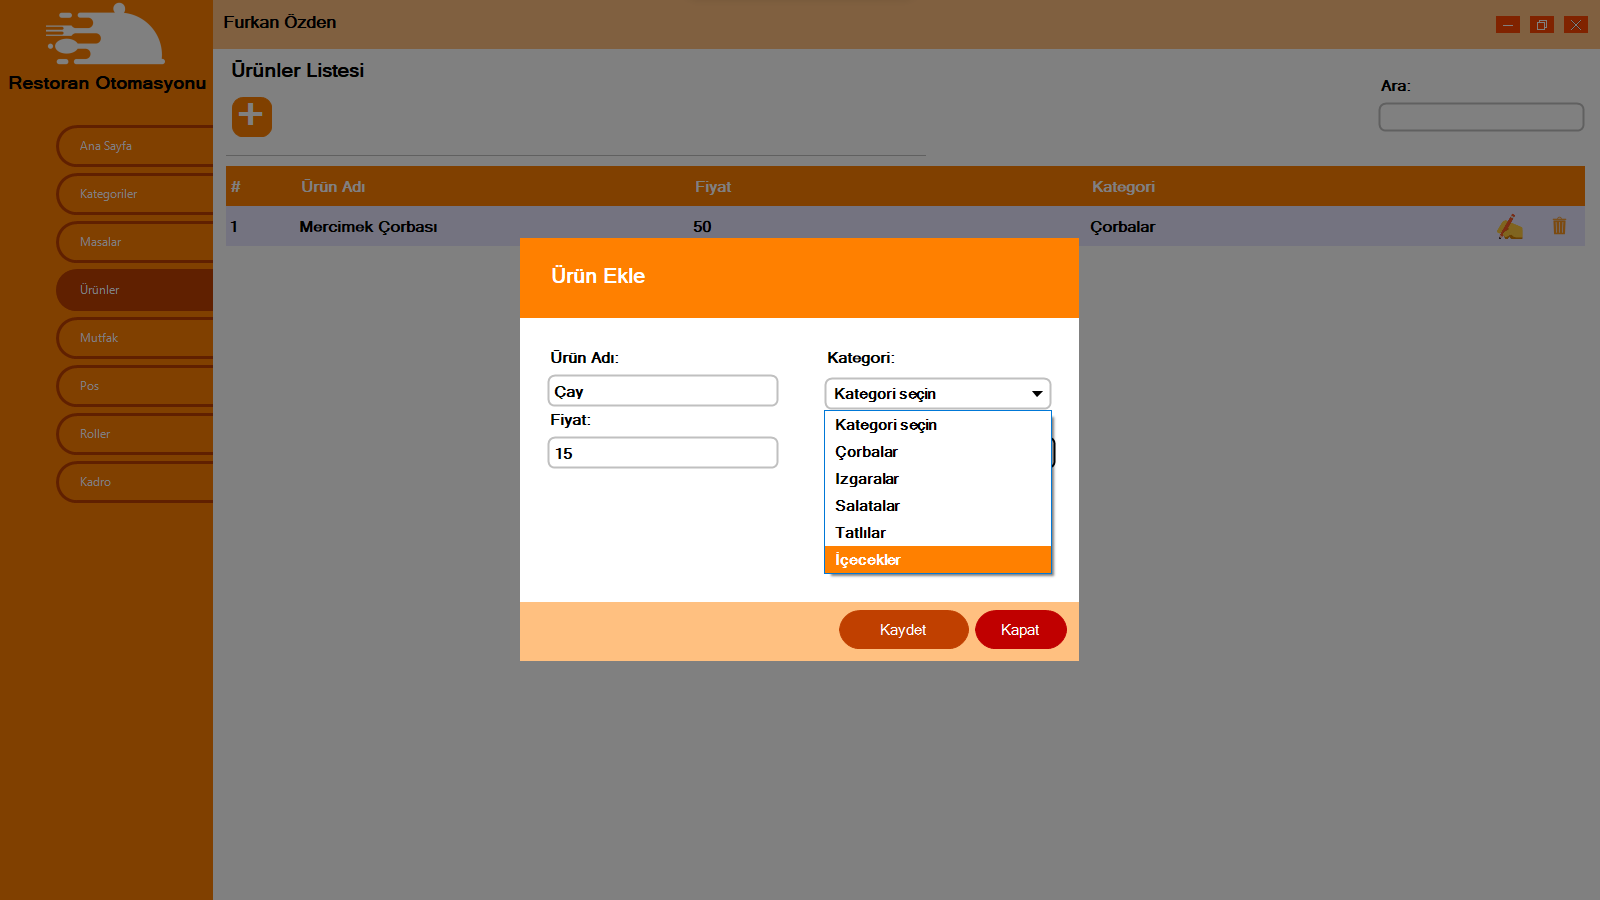 Restoran Otomasyonu
Ana Sayfa
Kategoriler
Masalar
Ürünler
Mutfak
Pos
Roller
Kadro
Furkan Özden
Ürünler Listesi
Ara:
# Ürün Adı Fiyat Kategori
1 Mercimek Çorbası 50 Çorbalar
Ürün Ekle
Ürün Adı:
Çay
Fiyat:
15
Kategori:
Kategori seçin
Kategori seçin
Çorbalar
Izgaralar
Salatalar
Tatlılar
İçecekler
Kaydet
Kapat